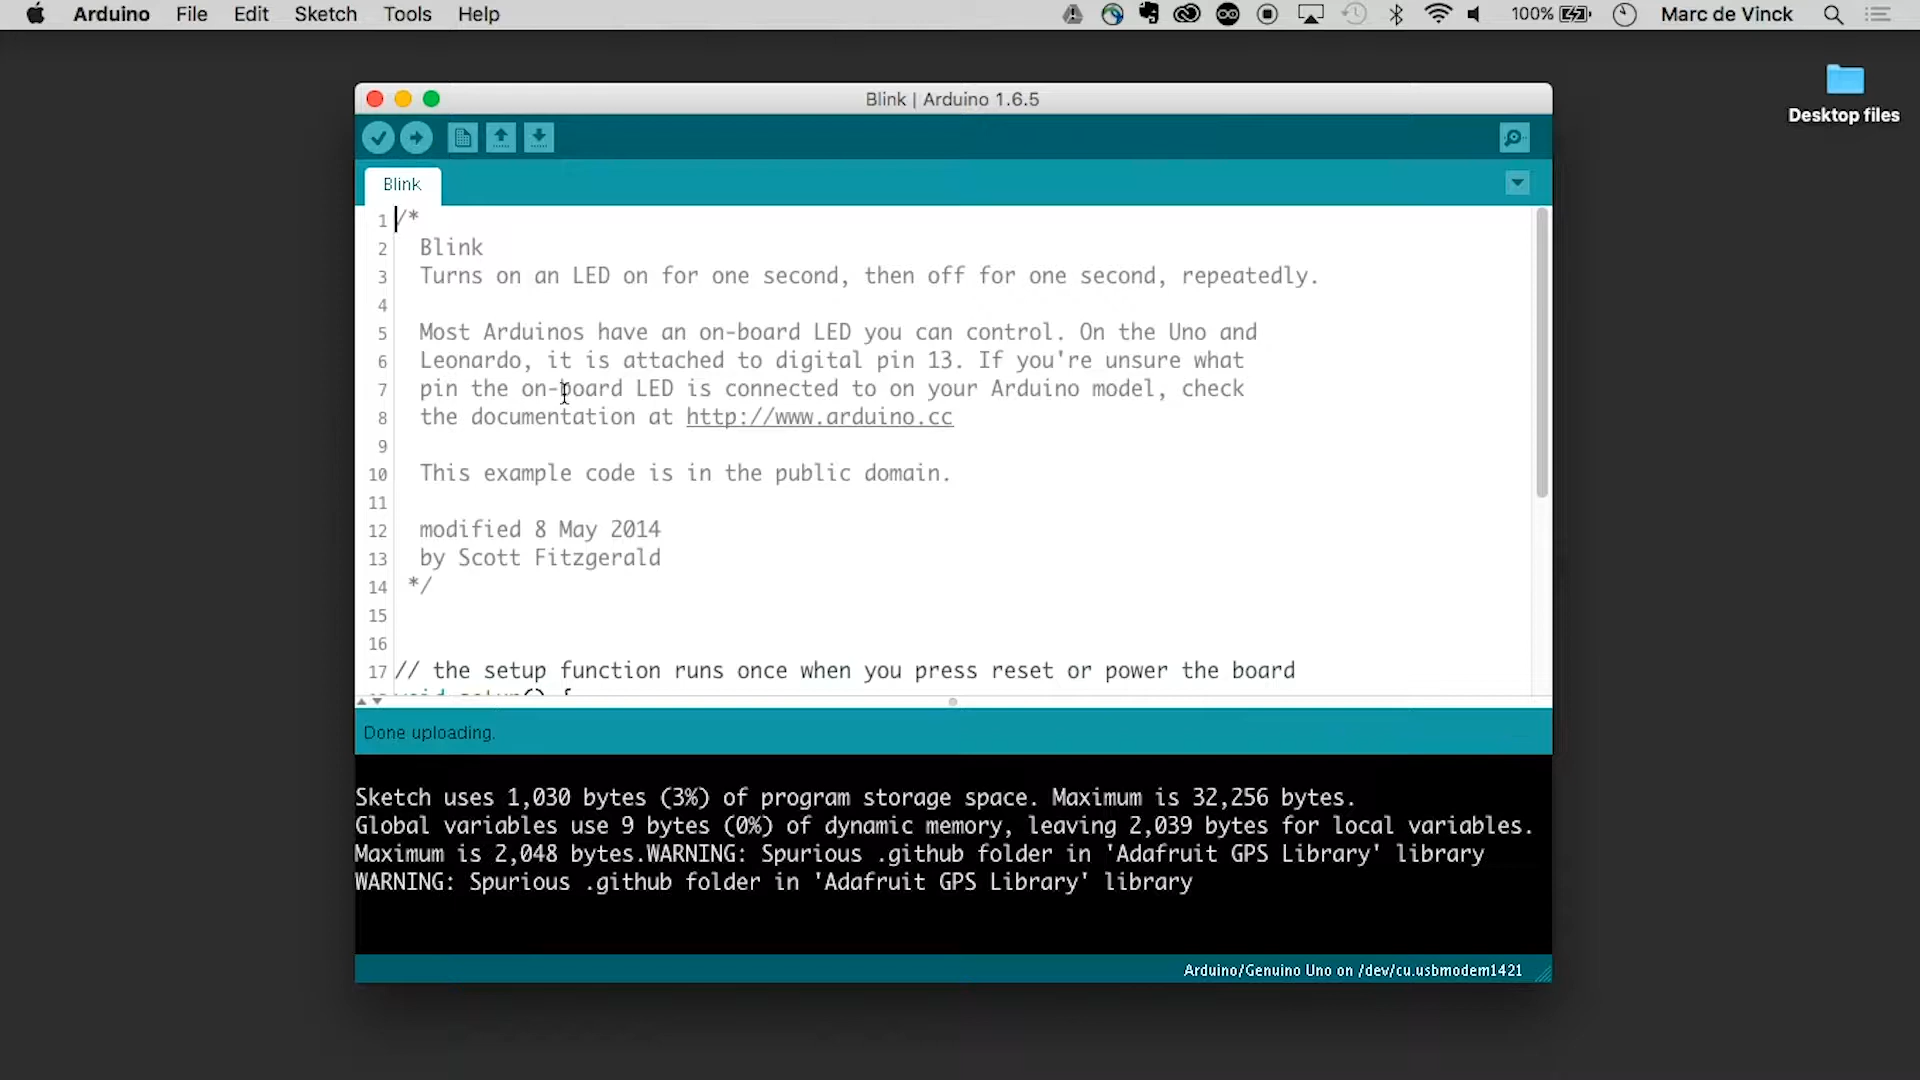 Arduino File Edit Sketch Tools Help 100% Marc de Vinck
Desktop files
Blink | Arduino 1.6.5
Blink
1 /*
2 Blink
3 Turns on an LED on for one second, then off for one second, repeatedly.
4
5 Most Arduinos have an on-board LED you can control. On the Uno and
6 Leonardo, it is attached to digital pin 13. If you're unsure what
7 pin the on-board LED is connected to on your Arduino model, check
8 the documentation at http://www.arduino.cc
9
10 This example code is in the public domain.
11
12 modified 8 May 2014
13 by Scott Fitzgerald
14 */
15
16
17 // the setup function runs once when you press reset or power the board
void setup() {
Done uploading.
Sketch uses 1,030 bytes (3%) of program storage space. Maximum is 32,256 bytes.
Global variables use 9 bytes (0%) of dynamic memory, leaving 2,039 bytes for local variables.
Maximum is 2,048 bytes.WARNING: Spurious .github folder in 'Adafruit GPS Library' library
WARNING: Spurious .github folder in 'Adafruit GPS Library' library
Arduino/Genuino Uno on /dev/cu.usbmodem1421